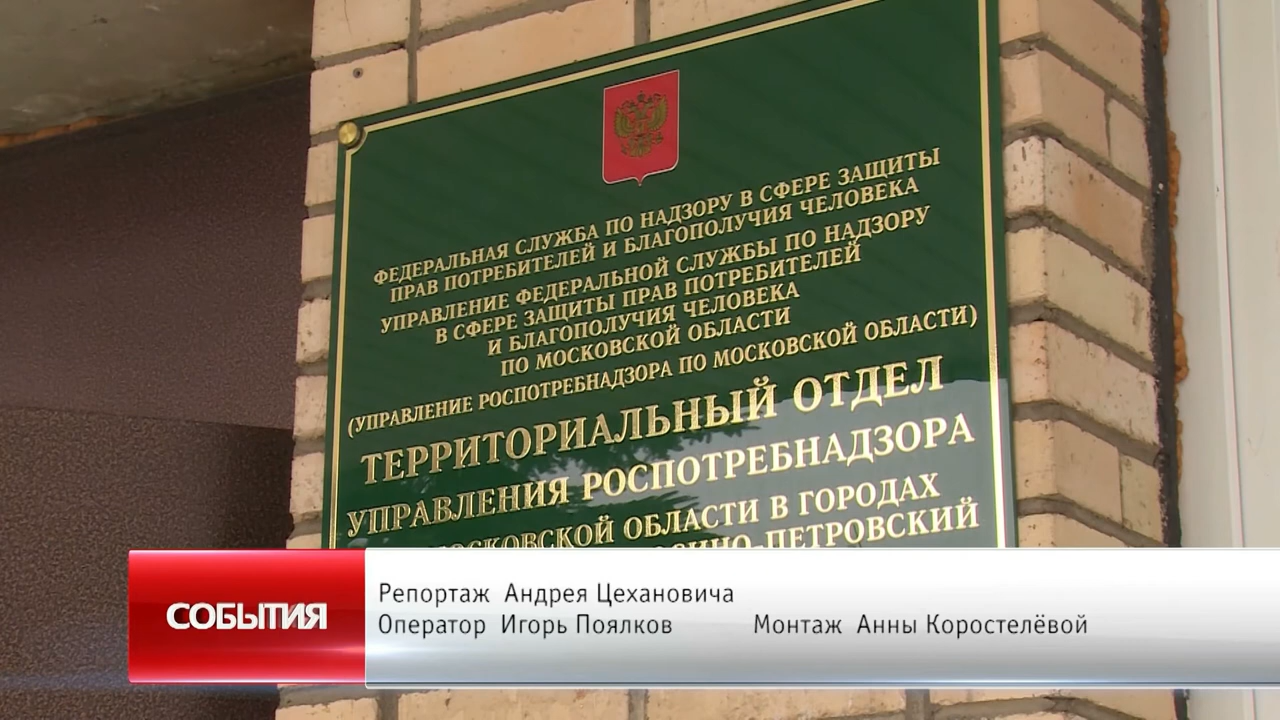 ФЕДЕРАЛЬНАЯ СЛУЖБА ПО НАДЗОРУ В СФЕРЕ ЗАЩИТЫ
ПРАВ ПОТРЕБИТЕЛЕЙ И БЛАГОПОЛУЧИЯ ЧЕЛОВЕКА
УПРАВЛЕНИЕ ФЕДЕРАЛЬНОЙ СЛУЖБЫ ПО НАДЗОРУ
В СФЕРЕ ЗАЩИТЫ ПРАВ ПОТРЕБИТЕЛЕЙ
И БЛАГОПОЛУЧИЯ ЧЕЛОВЕКА
ПО МОСКОВСКОЙ ОБЛАСТИ
(УПРАВЛЕНИЕ РОСПОТРЕБНАДЗОРА ПО МОСКОВСКОЙ ОБЛАСТИ)
ТЕРРИТОРИАЛЬНЫЙ ОТДЕЛ
УПРАВЛЕНИЯ РОСПОТРЕБНАДЗОРА
МОСКОВСКОЙ ОБЛАСТИ В ГОРОДАХ
ПЕТРОВСКИЙ
СОБЫТИЯ
Репортаж Андрея Цехановича
Оператор Игорь Поялков Монтаж Анны Коростелёвой